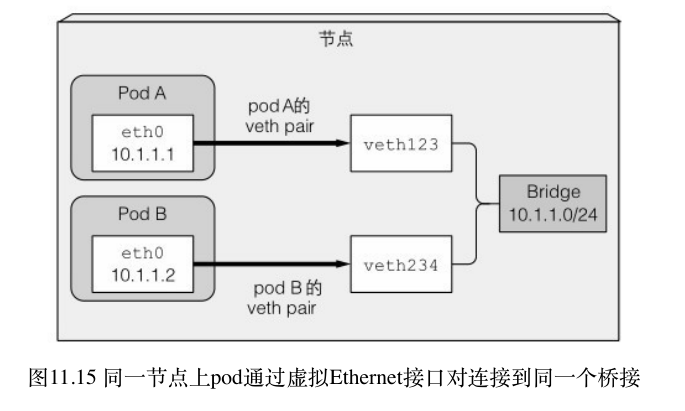 节点
Pod A
eth0
10.1.1.1
pod A的
veth pair
veth123
Bridge
10.1.1.0/24
Pod B
eth0
10.1.1.2
veth234
pod B 的
veth pair
图11.15 同一节点上pod通过虚拟Ethernet接口对连接到同一个桥接